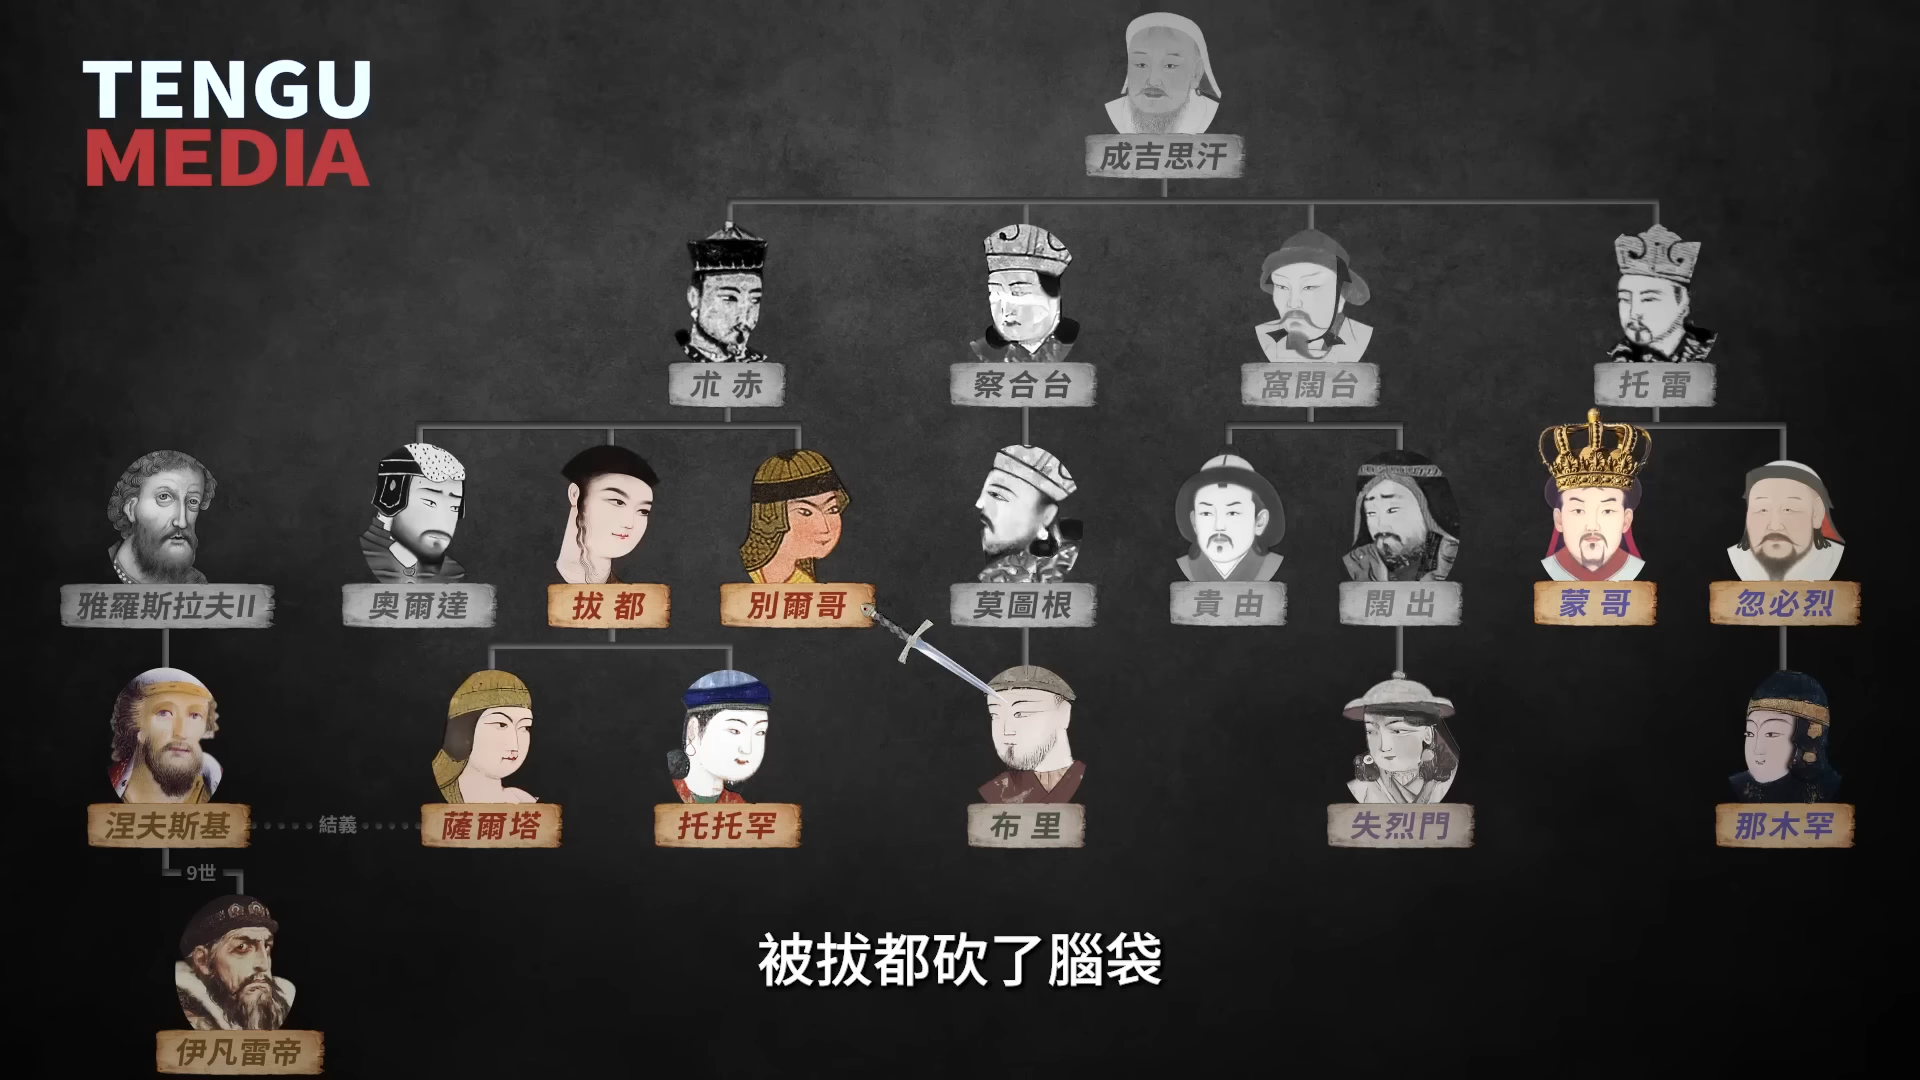 TENGU
MEDIA
成吉思汗
朮赤
察合台
窩闊台
托雷
雅羅斯拉夫II
奧爾達
拔都
別爾哥
莫圖根
貴由
闊出
蒙哥
忽必烈
涅夫斯基
結義
薩爾塔
托托罕
布里
失烈門
那木罕
9世
伊凡雷帝
被拔都砍了腦袋